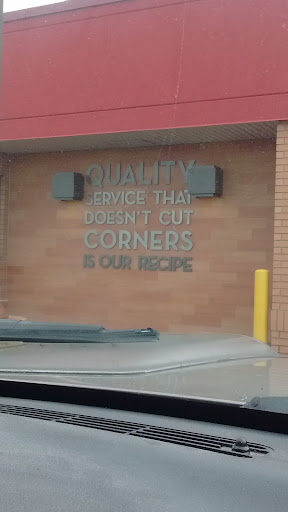 QUALITY
SERVICE THAT
DOESN'T CUT
CORNERS
IS OUR RECIPE